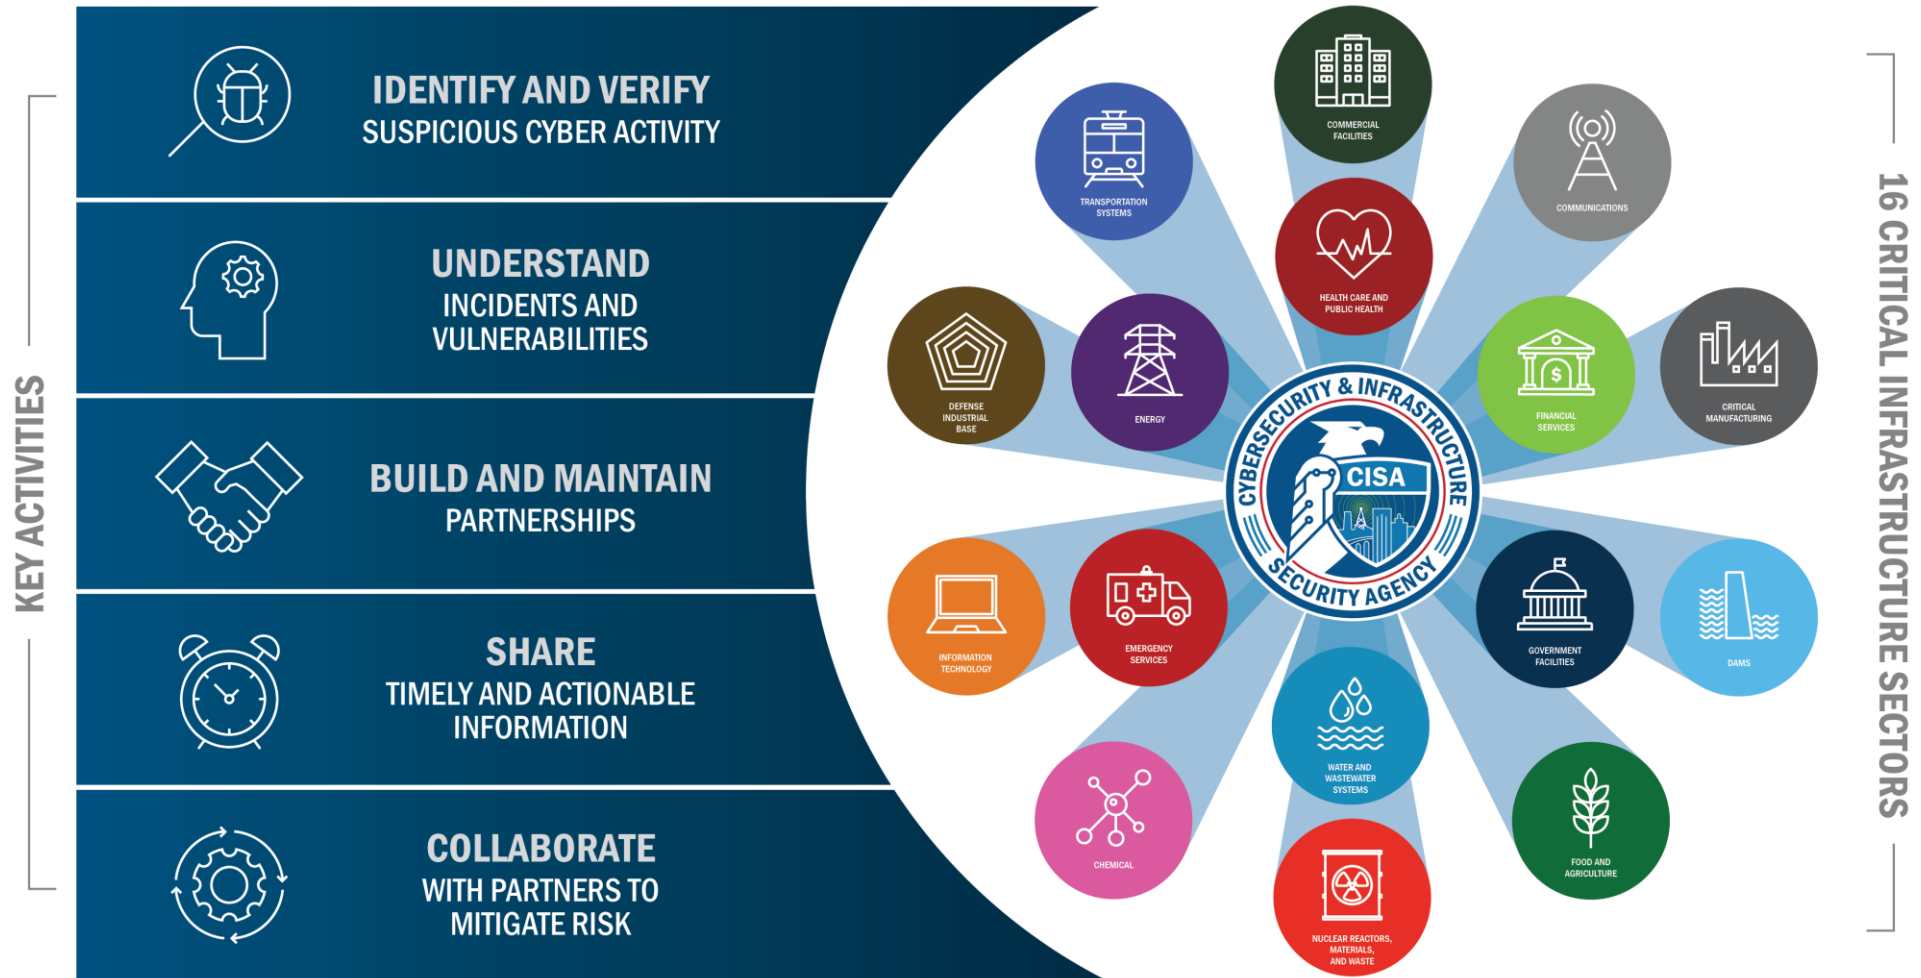 KEY ACTIVITIES
IDENTIFY AND VERIFY
SUSPICIOUS CYBER ACTIVITY
UNDERSTAND
INCIDENTS AND
VULNERABILITIES
BUILD AND MAINTAIN
PARTNERSHIPS
SHARE
TIMELY AND ACTIONABLE
INFORMATION
COLLABORATE
WITH PARTNERS TO
MITIGATE RISK
COMMERCIAL
FACILITIES
TRANSPORTATION
SYSTEMS
COMMUNICATIONS
HEALTH CARE AND
PUBLIC HEALTH
DEFENSE
INDUSTRIAL
BASE
ENERGY
$
FINANCIAL
SERVICES
CRITICAL
MANUFACTURING
CYBERSECURITY & INFRASTRUCTURE
SECURITY AGENCY
CISA
INFORMATION
TECHNOLOGY
EMERGENCY
SERVICES
GOVERNMENT
FACILITIES
DAMS
WATER AND
WASTEWATER
SYSTEMS
CHEMICAL
FOOD AND
AGRICULTURE
NUCLEAR REACTORS,
MATERIALS,
AND WASTE
16 CRITICAL INFRASTRUCTURE SECTORS